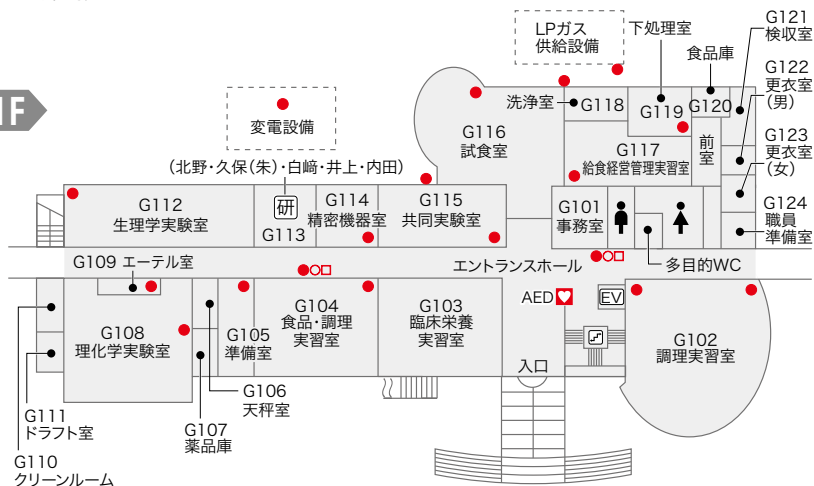 1F
変電設備
LPガス
供給設備
下処理室
食品庫
G121
検収室
G122
更衣室
(男)
G123
更衣室
(女)
G124
職員
準備室
洗浄室
G118
G119
G120
G116
試食室
G117
給食経営管理実習室
前
室
(北野・久保(朱)・白﨑・井上・内田)
G112
生理学実験室
研
G113
G114
精密機器室
G115
共同実験室
G101
事務室
多目的WC
エントランスホール
G109 エーテル室
AED
EV
G108
理化学実験室
G105
準備室
G104
食品・調理
実習室
G103
臨床栄養
実習室
G102
調理実習室
入口
G106
天秤室
G107
薬品庫
G111
ドラフト室
G110
クリーンルーム